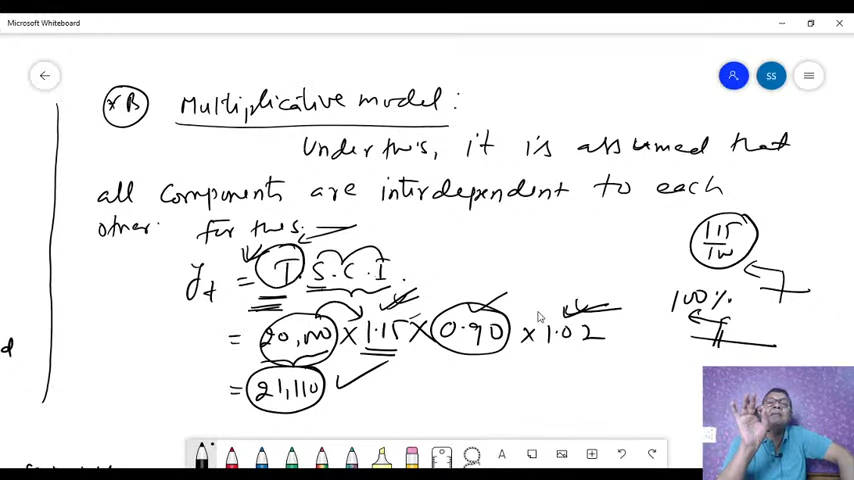 Microsoft Whiteboard
SS
*B Multiplicative model:
Under this, it is assumed that
all components are interdependent to each
other. For this.
yt = T. S. C. I.
= 20,000 × 1.15 × 0.90 × 1.02
= 21,110
115
100
100%
d